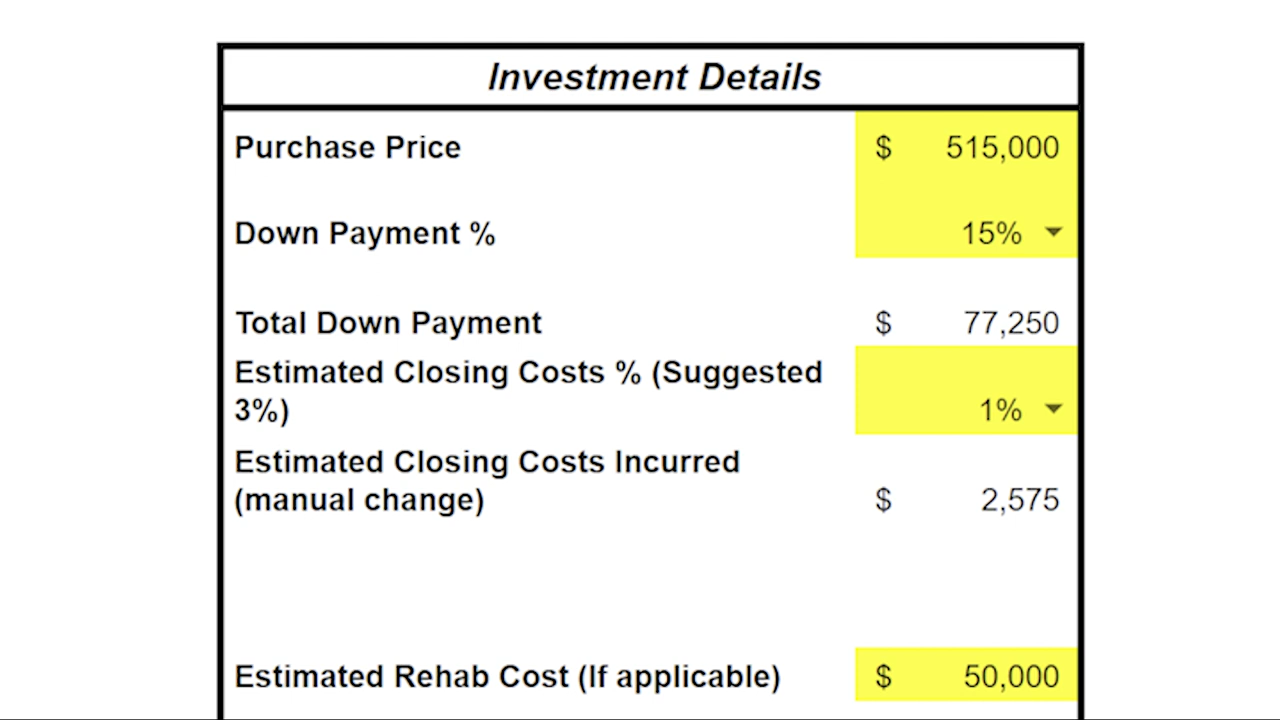 Investment Details
Purchase Price $ 515,000
Down Payment % 15%
Total Down Payment $ 77,250
Estimated Closing Costs % (Suggested
3%) 1%
Estimated Closing Costs Incurred
(manual change) $ 2,575
Estimated Rehab Cost (If applicable) $ 50,000